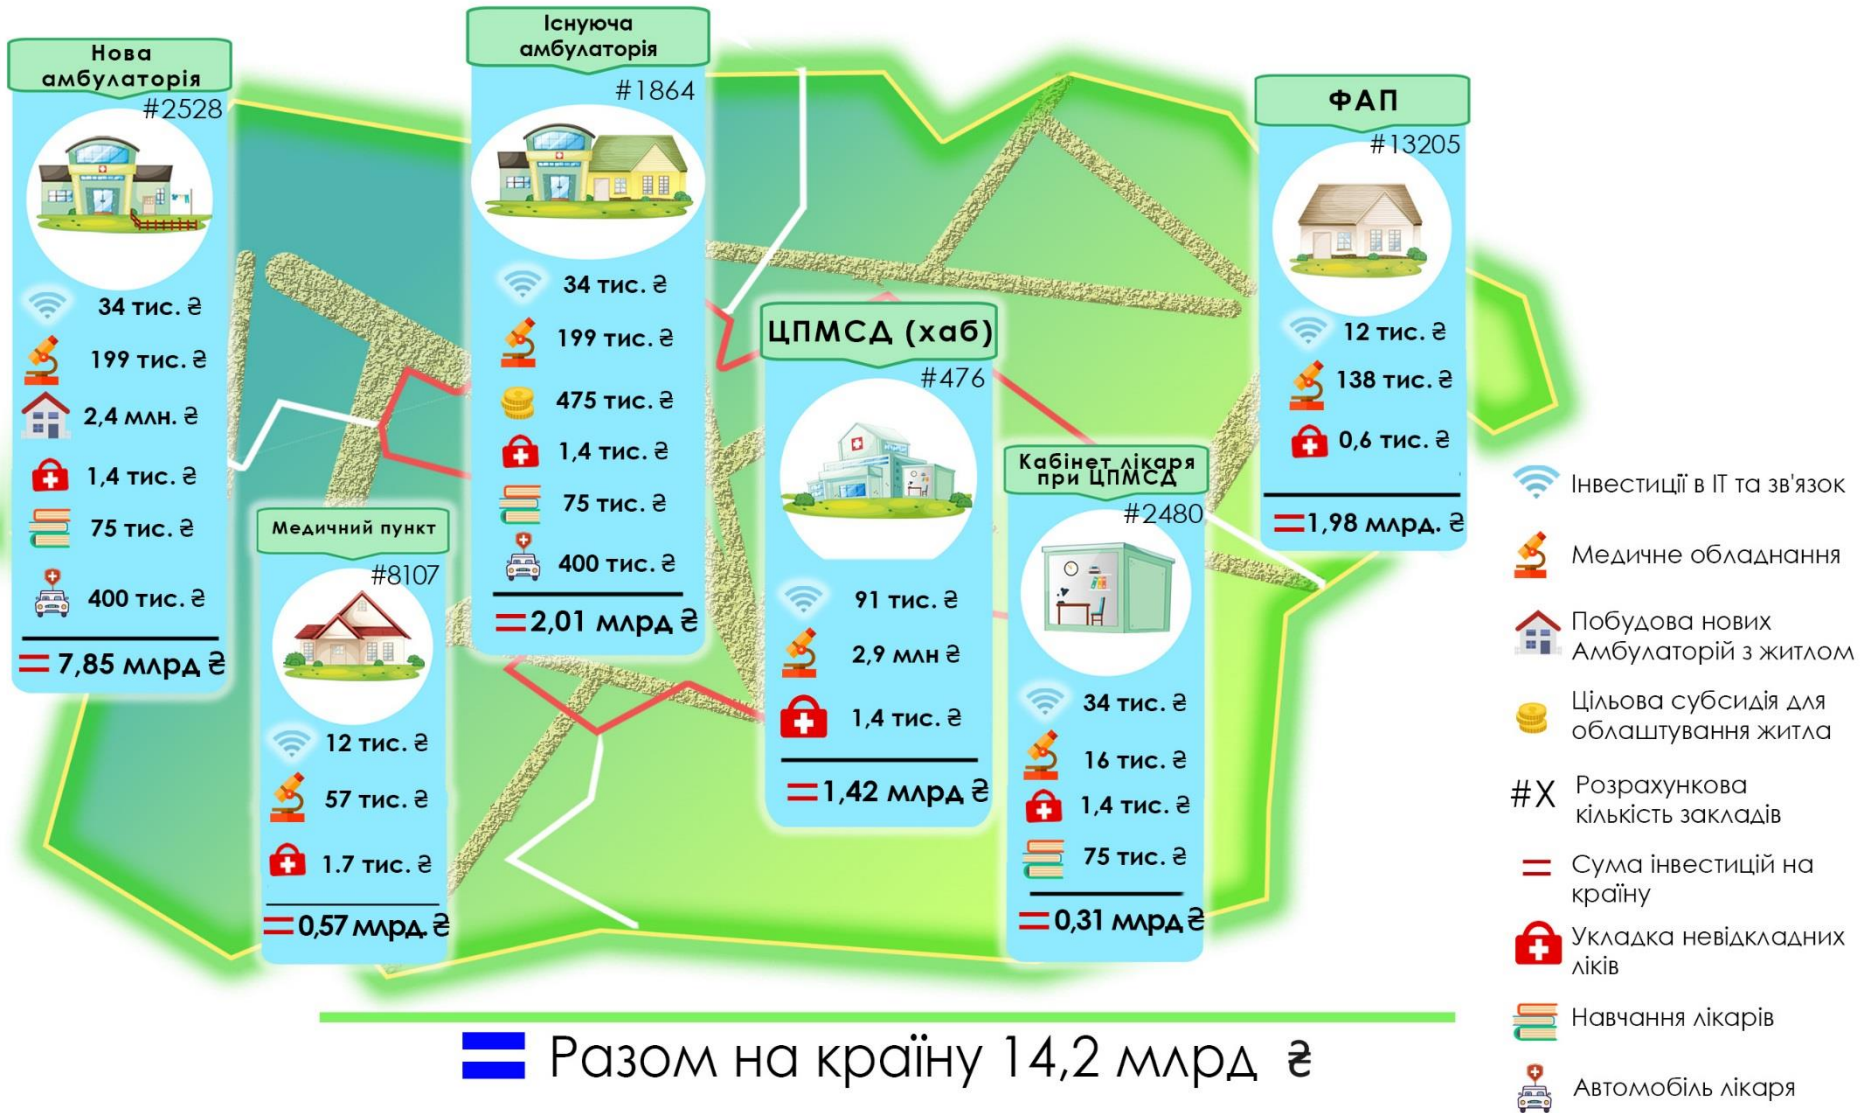 Нова
амбулаторія
#2528
34 тис. ₴
199 тис. ₴
2,4 млн. ₴
1,4 тис. ₴
75 тис. ₴
400 тис. ₴
= 7,85 млрд ₴
Медичний пункт
#8107
12 тис. ₴
57 тис. ₴
1.7 тис. ₴
=0,57 млрд. ₴
Існуюча
амбулаторія
#1864
34 тис. ₴
199 тис. ₴
475 тис. ₴
1,4 тис. ₴
75 тис. ₴
400 тис. ₴
=2,01 млрд ₴
ЦПМСД (хаб)
#476
91 тис. ₴
2,9 млн ₴
1,4 тис. ₴
=1,42 млрд ₴
Кабінет лікаря
при ЦПМСД
#2480
34 тис. ₴
16 тис. ₴
1,4 тис. ₴
75 тис. ₴
=0,31 млрд ₴
ФАП
#13205
12 тис. ₴
138 тис. ₴
0,6 тис. ₴
=1,98 млрд. ₴
Інвестиції в ІТ та зв'язок
Медичне обладнання
Побудова нових
Амбулаторій з житлом
Цільова субсидія для
облаштування житла
#X Розрахункова
кількість закладів
= Сума інвестицій на
країну
Укладка невідкладних
ліків
Навчання лікарів
Автомобіль лікаря
= Разом на країну 14,2 млрд ₴